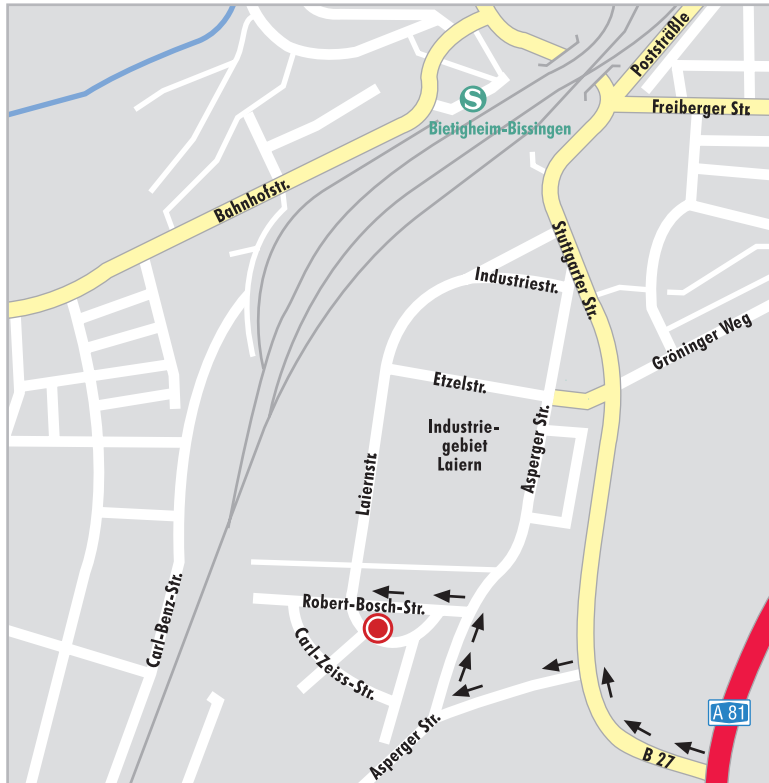 Poststräßle
S
Freiberger Str.
Bietigheim-Bissingen
Bahnhofstr.
Stuttgarter Str.
Industriestr.
Gröninger Weg
Etzelstr.
Industrie-
gebiet
Laiern
Asperger Str.
Laiernstr.
Robert-Bosch-Str.
Carl-Benz-Str.
Carl-Zeiss-Str.
Asperger Str.
A 81
B 27